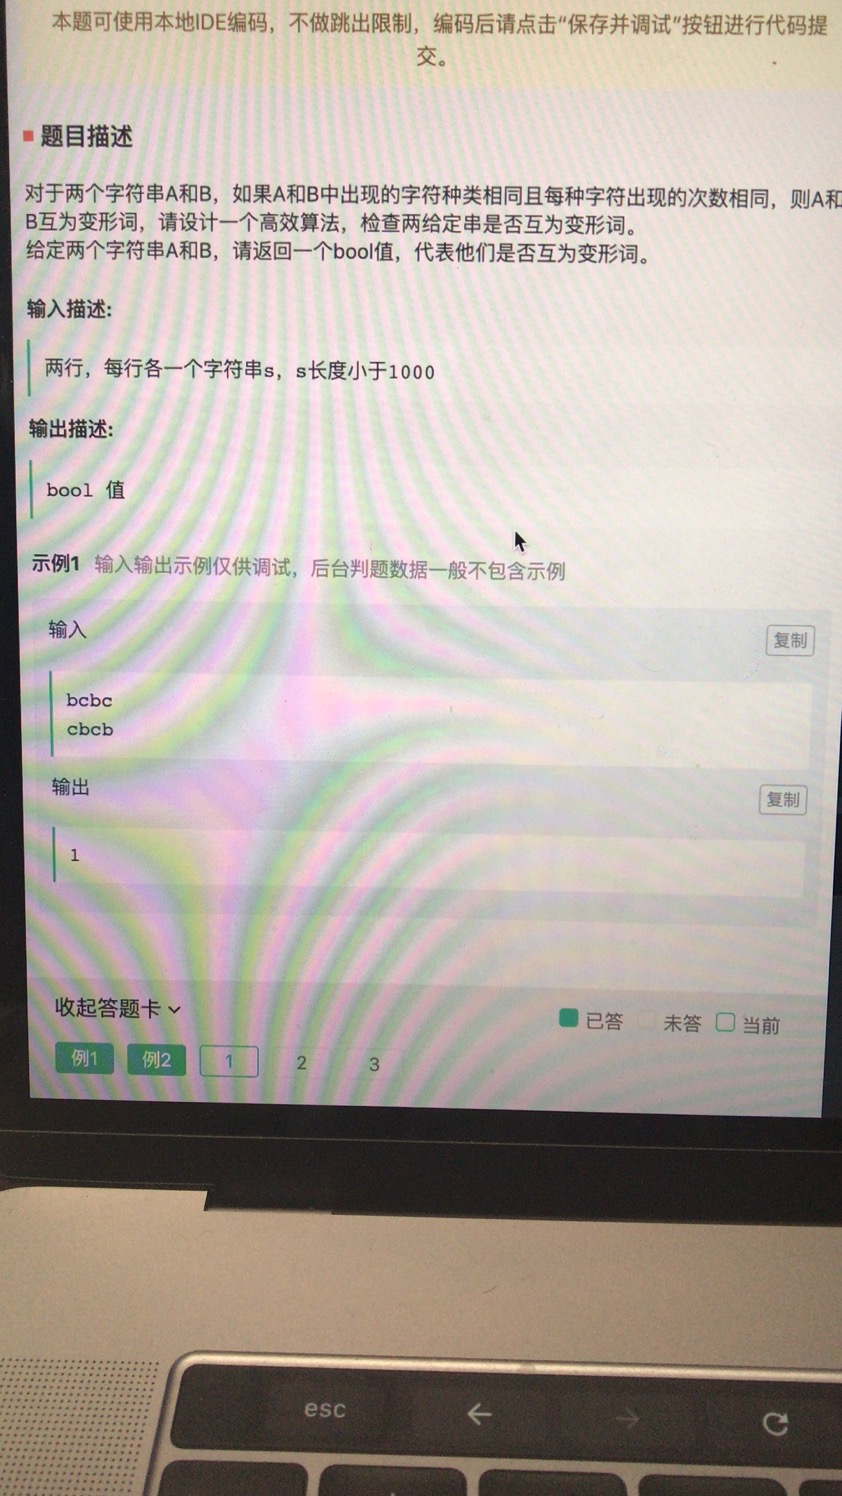 本题可使用本地IDE编码，不做跳出限制，编码后请点击“保存并调试”按钮进行代码提
交。
题目描述
对于两个字符串A和B，如果A和B中出现的字符种类相同且每种字符出现的次数相同，则A和
B互为变形词，请设计一个高效算法，检查两给定串是否互为变形词。
给定两个字符串A和B，请返回一个bool值，代表他们是否互为变形词。
输入描述:
两行，每行各一个字符串s，s长度小于1000
输出描述:
bool 值
示例1 输入输出示例仅供调试，后台判题数据一般不包含示例
输入 复制
bcbc
cbcb
输出 复制
1
收起答题卡 已答 未答 当前
例1 例2 1 2 3
esc